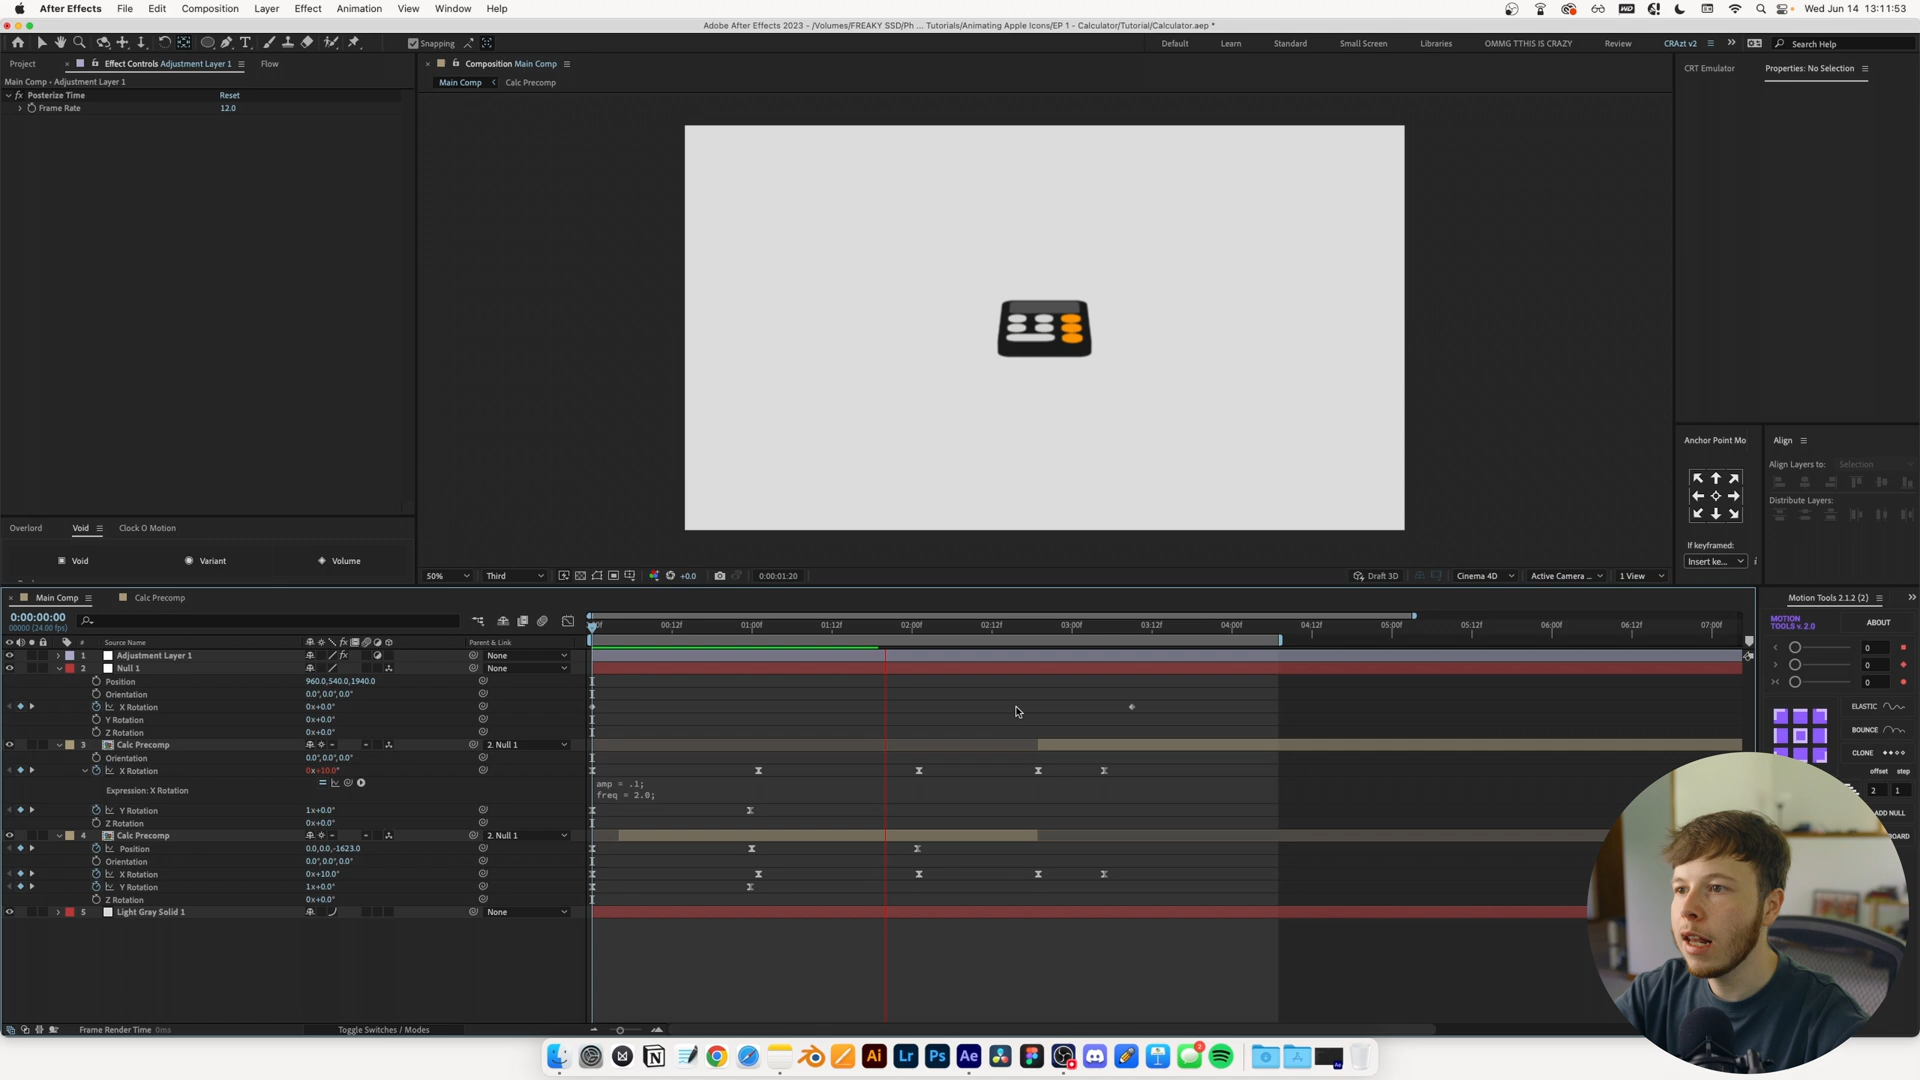 After Effects File Edit Composition Layer Effect Animation View Window Help Wed Jun 14 13:11:53
Adobe After Effects 2023 - /Volumes/FREAKY SSD/Ph ... Tutorials/Animating Apple Icons/EP 1 - Calculator/Tutorial/Calculator.aep *
Snapping Default Learn Standard Small Screen Libraries OMMG TTHIS IS CRAZY Review CRAzt v2 Search Help
Project Effect Controls Adjustment Layer 1 Flow
Composition Main Comp
CRT Emulator Properties: No Selection
Main Comp • Adjustment Layer 1
Main Comp Calc Precomp
fx Posterize Time Reset
Frame Rate 12.0
Anchor Point Mo Align
Align Layers to: Selection
Distribute Layers:
Overlord Void Clock O Motion
If keyframed:
Void Variant Volume
Insert ke...
50% Third +0.0 0:00:01:20 Draft 3D Cinema 4D Active Camera ... 1 View
Main Comp Calc Precomp
Motion Tools 2.1.2 (2)
0:00:00:00
00000 (24.00 fps)
00:12f 01:00f 01:12f 02:00f 02:12f 03:00f 03:12f 04:00f 04:12f 05:00f 05:12f 06:00f 06:12f 07:00f
MOTION TOOLS v. 2.0 ABOUT
# Source Name Parent & Link
1 Adjustment Layer 1 fx None
0
2 Null 1 None
0
Position 960.0,540.0,1940.0
0
Orientation 0.0°,0.0°,0.0°
X Rotation 0x+0.0°
ELASTIC
Y Rotation 0x+0.0°
Z Rotation 0x+0.0°
BOUNCE
3 Calc Precomp 2. Null 1
CLONE
Orientation 0.0°,0.0°,0.0°
X Rotation 0x+10.0°
offset step
amp = .1;
Expression: X Rotation
freq = 2.0;
2 1
Y Rotation 1x+0.0°
ADD NULL
Z Rotation 0x+0.0°
4 Calc Precomp 2. Null 1
Position 0.0,0.0,-1623.0
Orientation 0.0°,0.0°,0.0°
X Rotation 0x+10.0°
Y Rotation 1x+0.0°
Z Rotation 0x+0.0°
5 Light Gray Solid 1 None
Frame Render Time 0ms Toggle Switches / Modes
Ai Lr Ps Ae 2